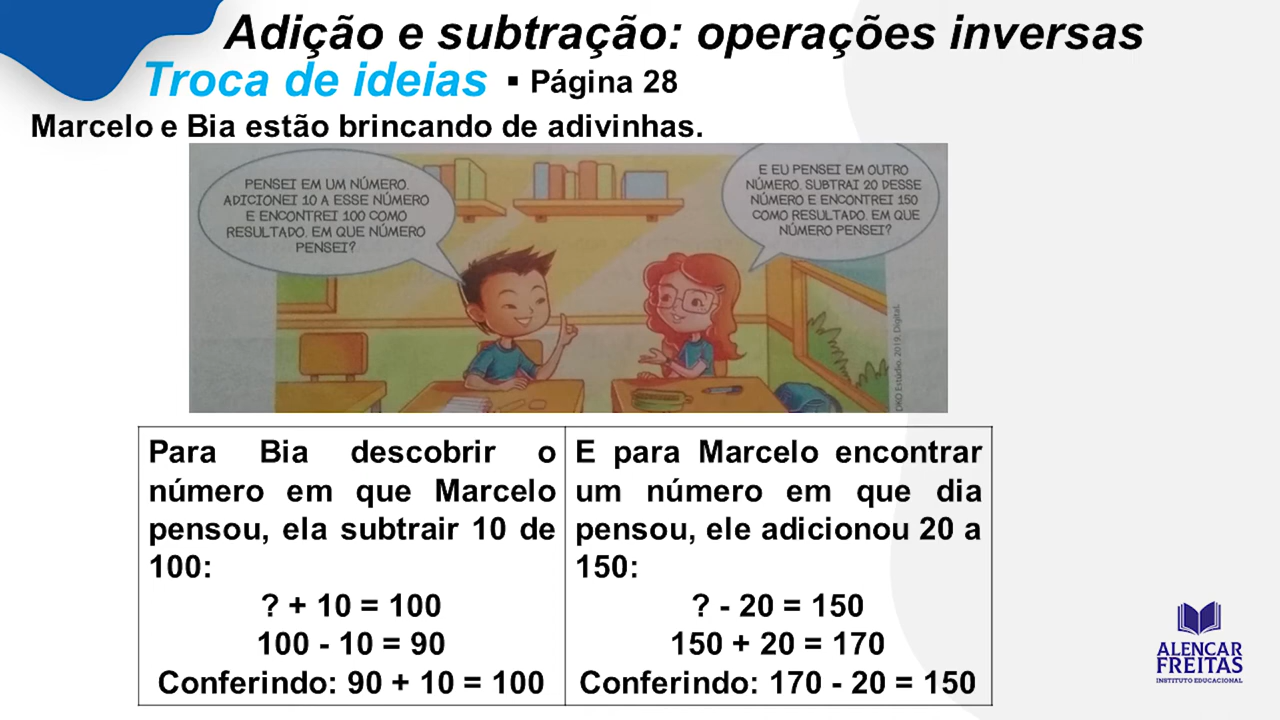 Adição e subtração: operações inversas
Troca de ideias ▪ Página 28
Marcelo e Bia estão brincando de adivinhas.
PENSEI EM UM NÚMERO.
ADICIONEI 10 A ESSE NÚMERO
E ENCONTREI 100 COMO
RESULTADO. EM QUE NÚMERO
PENSEI?
E EU PENSEI EM OUTRO
NÚMERO. SUBTRAI 20 DESSE
NÚMERO E ENCONTREI 150
COMO RESULTADO. EM QUE
NÚMERO PENSEI?
DKO Estúdio. 2019. Digital.
Para Bia descobrir o
número em que Marcelo
pensou, ela subtrair 10 de
100:
? + 10 = 100
100 - 10 = 90
Conferindo: 90 + 10 = 100
E para Marcelo encontrar
um número em que dia
pensou, ele adicionou 20 a
150:
? - 20 = 150
150 + 20 = 170
Conferindo: 170 - 20 = 150
ALENCAR
FREITAS
INSTITUTO EDUCACIONAL